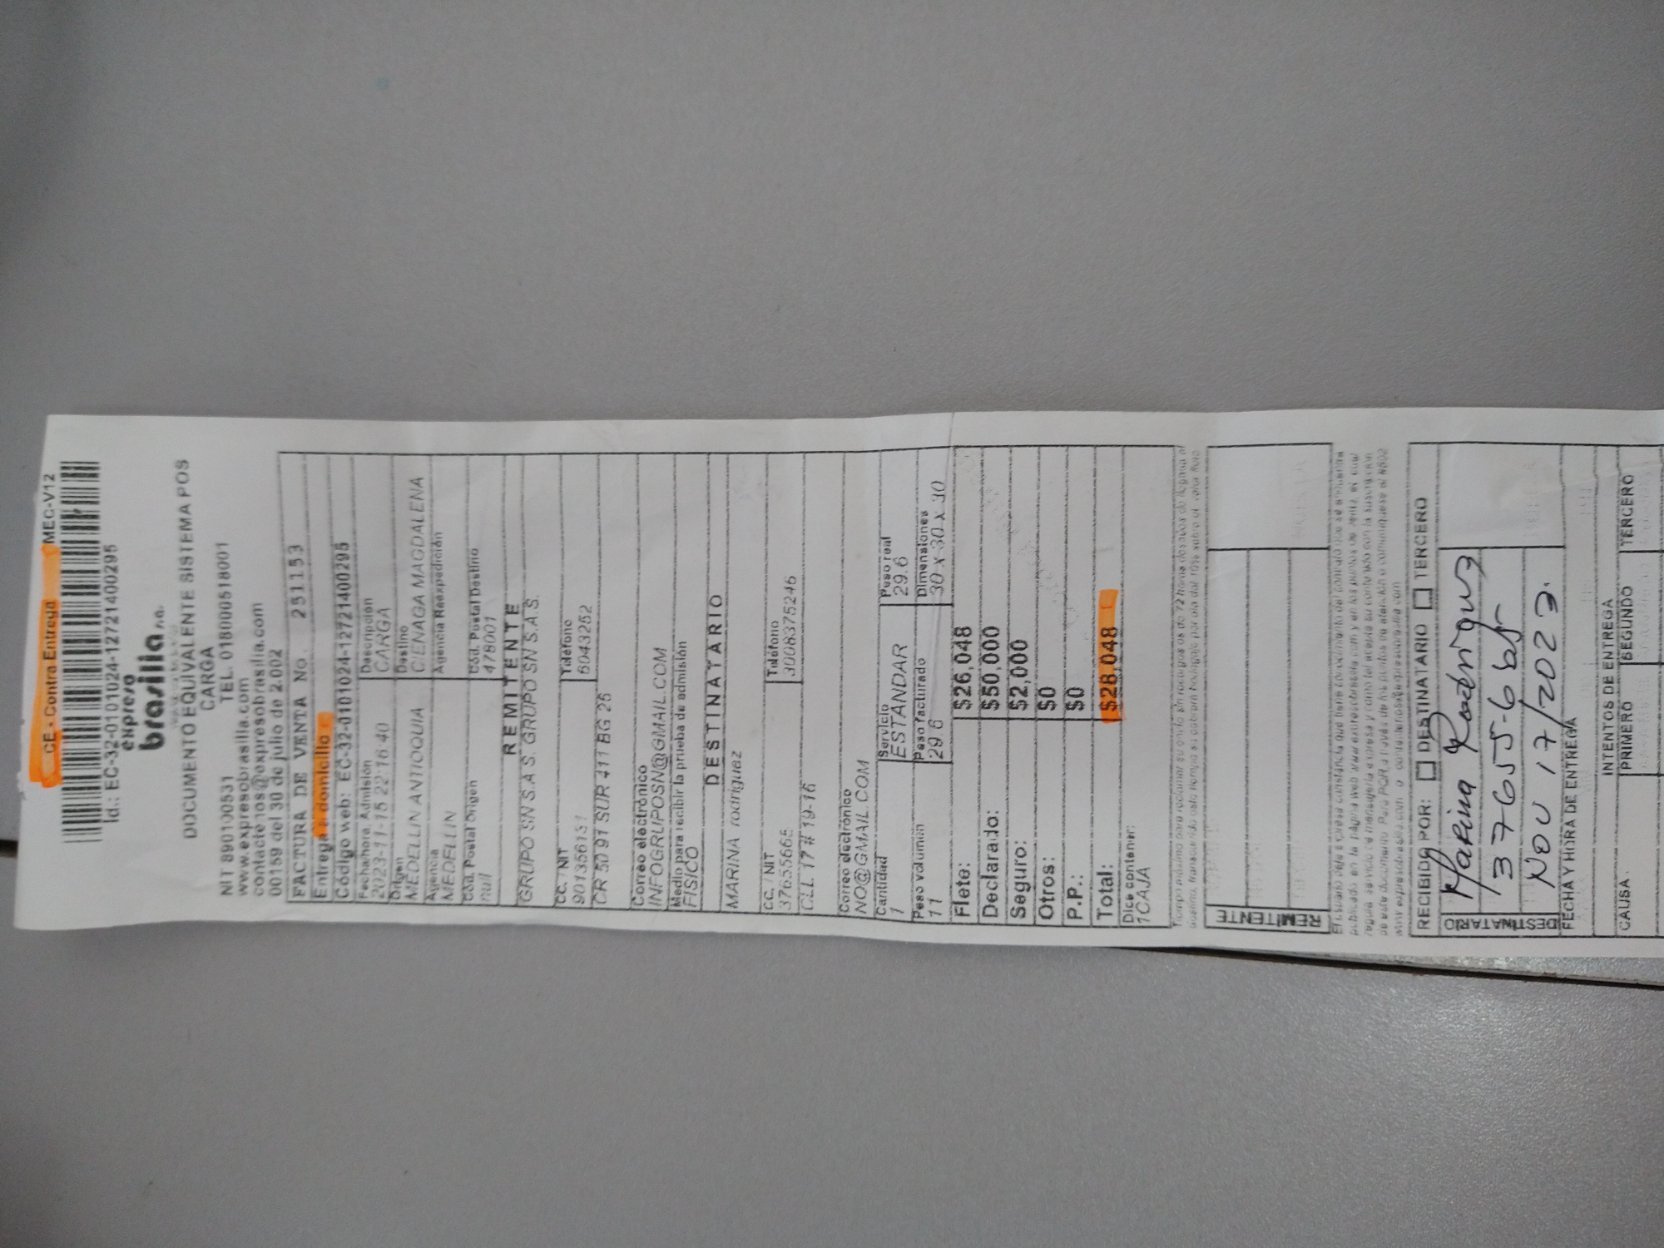 CE - Contra Entrega MEC-V12
Id.: EC-32-0101024-12721400295
expreso
brasilia S.A.
DOCUMENTO EQUIVALENTE SISTEMA POS
CARGA
NIT 890100531 TEL. 018000518001
www.expresobrasilia.com
contactenos@expresobrasilia.com
00159 del 30 de julio de 2.002
FACTURA DE VENTA No. 251153
Entrega a domicilio
Código web: EC-32-0101024-12721400295
Fecha/hora. Admisión Descripción
2023-11-15 22:16:40 CARGA
Origen Destino
MEDELLIN ANTIOQUIA CIENAGA MAGDALENA
Agencia Agencia Reexpedición
MEDELLIN
Cód. Postal Origen Cód. Postal Destino
null 478001
REMITENTE
GRUPO SN S.A.S. GRUPO SN S.A.S.
CC. / NIT Teléfono
901356151 6043262
CR 50 91 SUR 411 BG 25
Correo electrónico
INFOGRUPOSN@GMAIL.COM
Medio para recibir la prueba de admisión
FISICO
DESTINATARIO
MARINA rodriguez
CC. / NIT Teléfono
37655665 3008375246
CLL 17 # 19-15
Correo electrónico
NO@GMAIL.COM
Cantidad Servicio Peso real
1 ESTANDAR 29.6
Peso volumen Peso facturado Dimensiones
11 29.6 30 x 30 x 30
Flete: $26,048
Declarado: $50,000
Seguro: $2,000
Otros: $0
P.P.: $0
Total: $28,048
Dice contener:
1CAJA
REMITENTE
RECIBIDO POR: DESTINATARIO TERCERO
DESTINATARIO
Marina Rodriguez
37655-665
Nov 17/2023.
FECHA Y HORA DE ENTREGA
INTENTOS DE ENTREGA
CAUSA. PRIMERO SEGUNDO TERCERO